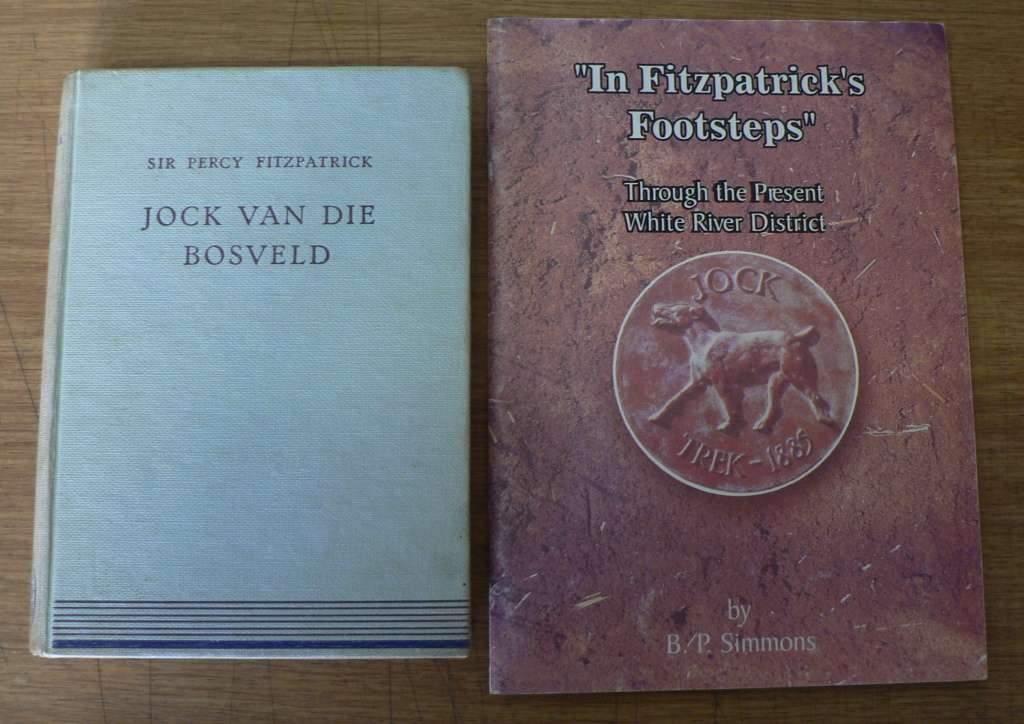 SIR PERCY FITZPATRICK
JOCK VAN DIE
BOSVELD
"In Fitzpatrick's
Footsteps"
Through the Present
White River District
JOCK
TREK-1885
by
B. P. Simmons